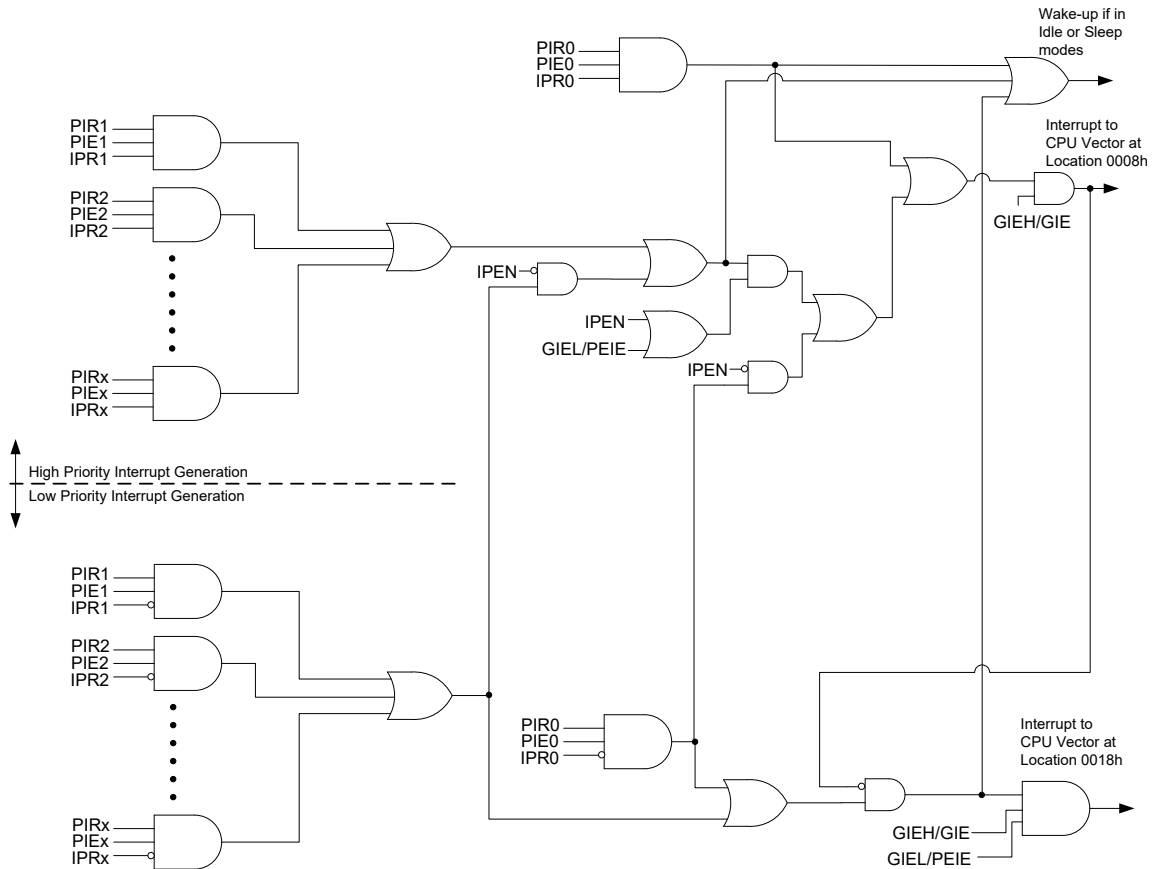 Wake-up if in
Idle or Sleep
modes
PIR0
PIE0
IPR0
PIR1
PIE1
IPR1
Interrupt to
CPU Vector at
Location 0008h
PIR2
PIE2
IPR2
GIEH/GIE
IPEN
IPEN
GIEL/PEIE
IPEN
PIRx
PIEx
IPRx
High Priority Interrupt Generation
Low Priority Interrupt Generation
PIR1
PIE1
IPR1
PIR2
PIE2
IPR2
PIR0
PIE0
IPR0
Interrupt to
CPU Vector at
Location 0018h
PIRx
PIEx
IPRx
GIEH/GIE
GIEL/PEIE